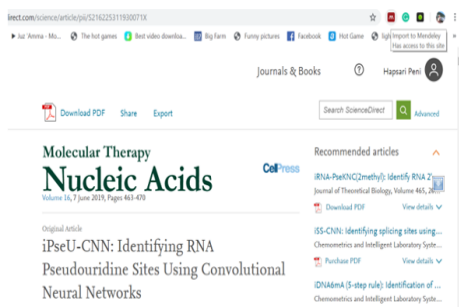 irect.com/science/article/pii/S216225311930071X
Juz 'Amma - Mo...
The hot games
Best video downloa...
Big Farm
Funny pictures
Facebook
Hot Game
Import to Mendeley
Has access to this site
Journals & Books
?
Hapsari Peni
Download PDF
Share
Export
Search ScienceDirect
Advanced
Molecular Therapy
Nucleic Acids
Volume 16, 7 June 2019, Pages 463-470
CellPress
Original Article
iPseU-CNN: Identifying RNA
Pseudouridine Sites Using Convolutional
Neural Networks
Recommended articles
iRNA-PseKNC(2methyl): Identify RNA 2'
Journal of Theoretical Biology, Volume 465, 20...
Download PDF
View details
iSS-CNN: Identifying splicing sites using...
Chemometrics and Intelligent Laboratory Syste...
Purchase PDF
View details
iDNA6mA (5-step rule): Identification of ...
Chemometrics and Intelligent Laboratory Syste...